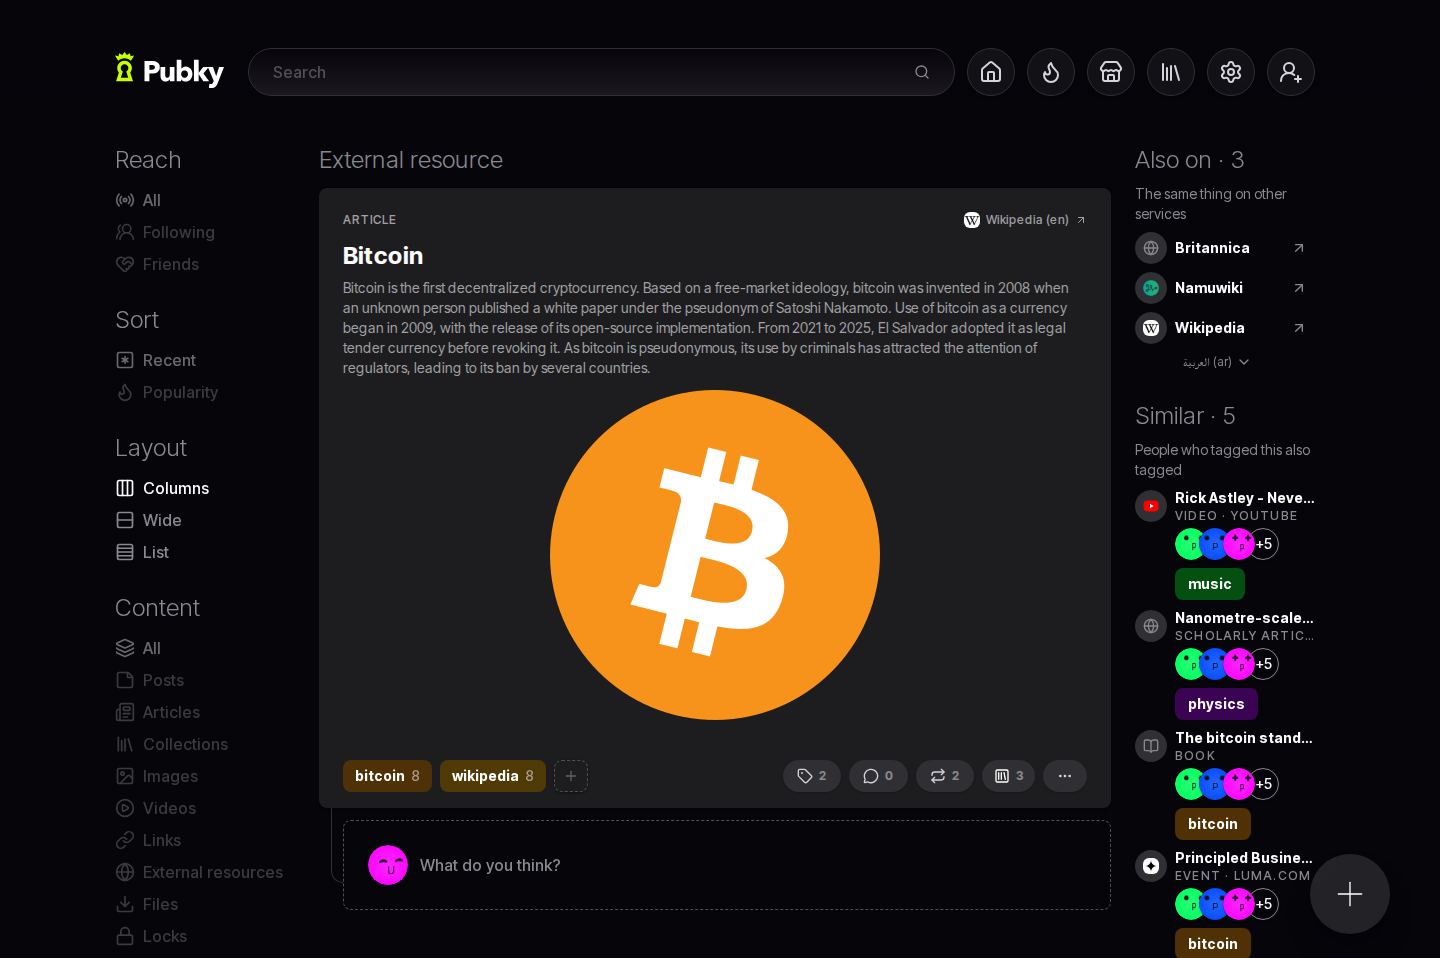 Pubky
Search
Reach
All
Following
Friends
Sort
Recent
Popularity
Layout
Columns
Wide
List
Content
All
Posts
Articles
Collections
Images
Videos
Links
External resources
Files
Locks
External resource
ARTICLE
Wikipedia (en)
Bitcoin
Bitcoin is the first decentralized cryptocurrency. Based on a free-market ideology, bitcoin was invented in 2008 when
an unknown person published a white paper under the pseudonym of Satoshi Nakamoto. Use of bitcoin as a currency
began in 2009, with the release of its open-source implementation. From 2021 to 2025, El Salvador adopted it as legal
tender currency before revoking it. As bitcoin is pseudonymous, its use by criminals has attracted the attention of
regulators, leading to its ban by several countries.
bitcoin 8 wikipedia 8
2 0 2 3
What do you think?
Also on · 3
The same thing on other
services
Britannica
Namuwiki
Wikipedia
العربية (ar)
Similar · 5
People who tagged this also
tagged
Rick Astley - Neve...
VIDEO · YOUTUBE
+5
music
Nanometre-scale...
SCHOLARLY ARTIC...
+5
physics
The bitcoin stand...
BOOK
+5
bitcoin
Principled Busine...
EVENT · LUMA.COM
+5
bitcoin